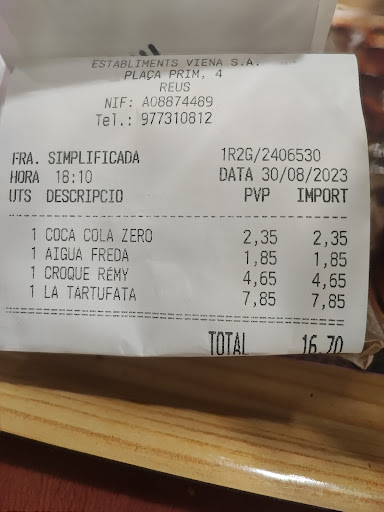 ESTABLIMENTS VIENA S.A.
PLAÇA PRIM, 4
REUS
NIF: A08874489
Tel.: 977310812
FRA. SIMPLIFICADA 1R2G/2406530
HORA 18:10 DATA 30/08/2023
UTS DESCRIPCIO PVP IMPORT
1 COCA COLA ZERO 2,35 2,35
1 AIGUA FREDA 1,85 1,85
1 CROQUE RÉMY 4,65 4,65
1 LA TARTUFATA 7,85 7,85
TOTAL 16,70